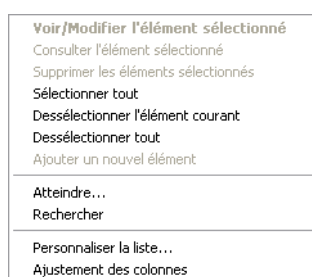 Voir/Modifier l'élément sélectionné
Consulter l'élément sélectionné
Supprimer les éléments sélectionnés
Sélectionner tout
Dessélectionner l'élément courant
Dessélectionner tout
Ajouter un nouvel élément
Atteindre...
Rechercher
Personnaliser la liste...
Ajustement des colonnes